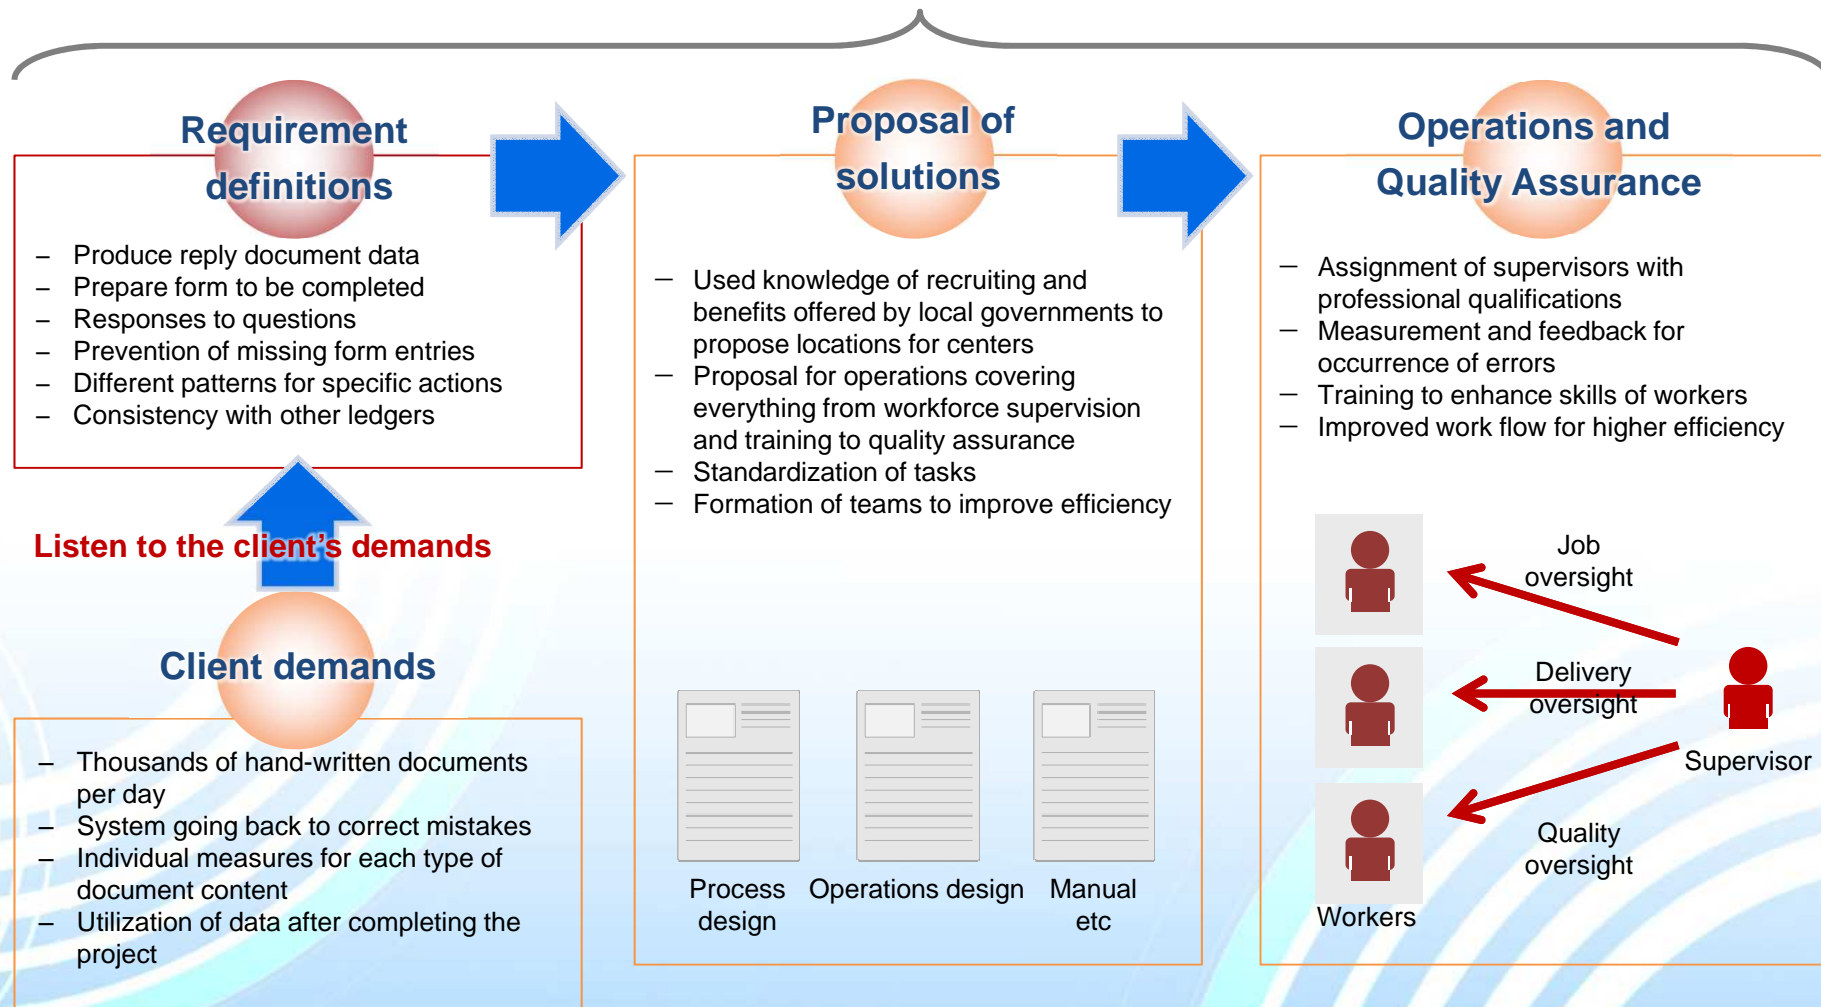 Requirement
definitions
– Produce reply document data
– Prepare form to be completed
– Responses to questions
– Prevention of missing form entries
– Different patterns for specific actions
– Consistency with other ledgers
Listen to the client’s demands
Client demands
– Thousands of hand-written documents
per day
– System going back to correct mistakes
– Individual measures for each type of
document content
– Utilization of data after completing the
project
Proposal of
solutions
– Used knowledge of recruiting and
benefits offered by local governments to
propose locations for centers
– Proposal for operations covering
everything from workforce supervision
and training to quality assurance
– Standardization of tasks
– Formation of teams to improve efficiency
Process
design
Operations design
Manual
etc
Operations and
Quality Assurance
– Assignment of supervisors with
professional qualifications
– Measurement and feedback for
occurrence of errors
– Training to enhance skills of workers
– Improved work flow for higher efficiency
Job
oversight
Delivery
oversight
Supervisor
Quality
oversight
Workers